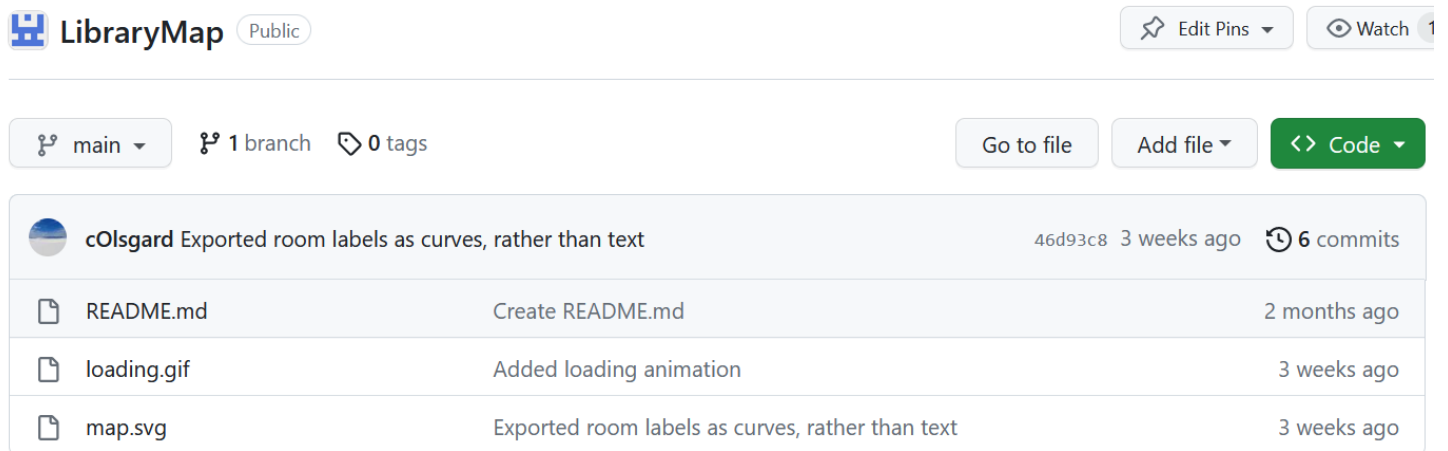 LibraryMap Public Edit Pins Watch 1
main 1 branch 0 tags Go to file Add file <> Code
cOlsgard Exported room labels as curves, rather than text 46d93c8 3 weeks ago 6 commits
README.md Create README.md 2 months ago
loading.gif Added loading animation 3 weeks ago
map.svg Exported room labels as curves, rather than text 3 weeks ago